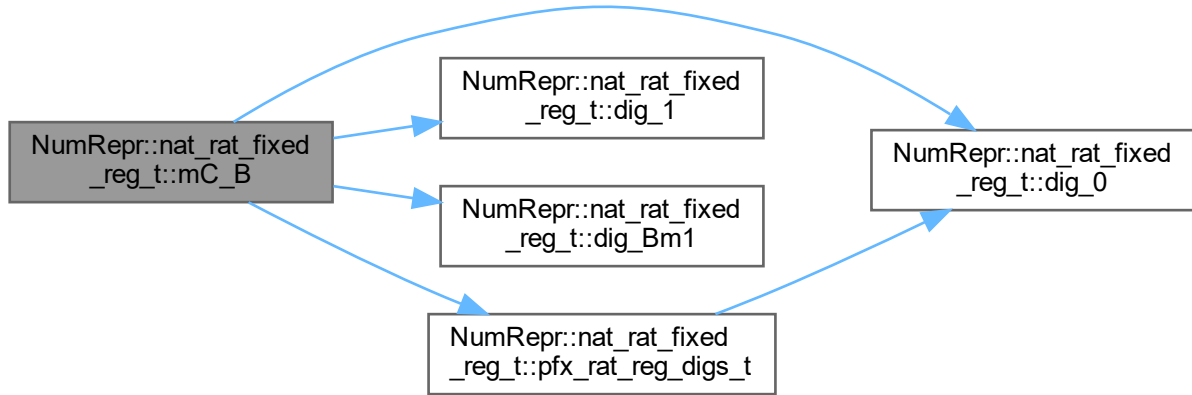 NumRepr::nat_rat_fixed
_reg_t::mC_B
NumRepr::nat_rat_fixed
_reg_t::dig_1
NumRepr::nat_rat_fixed
_reg_t::dig_Bm1
NumRepr::nat_rat_fixed
_reg_t::pfx_rat_reg_digs_t
NumRepr::nat_rat_fixed
_reg_t::dig_0